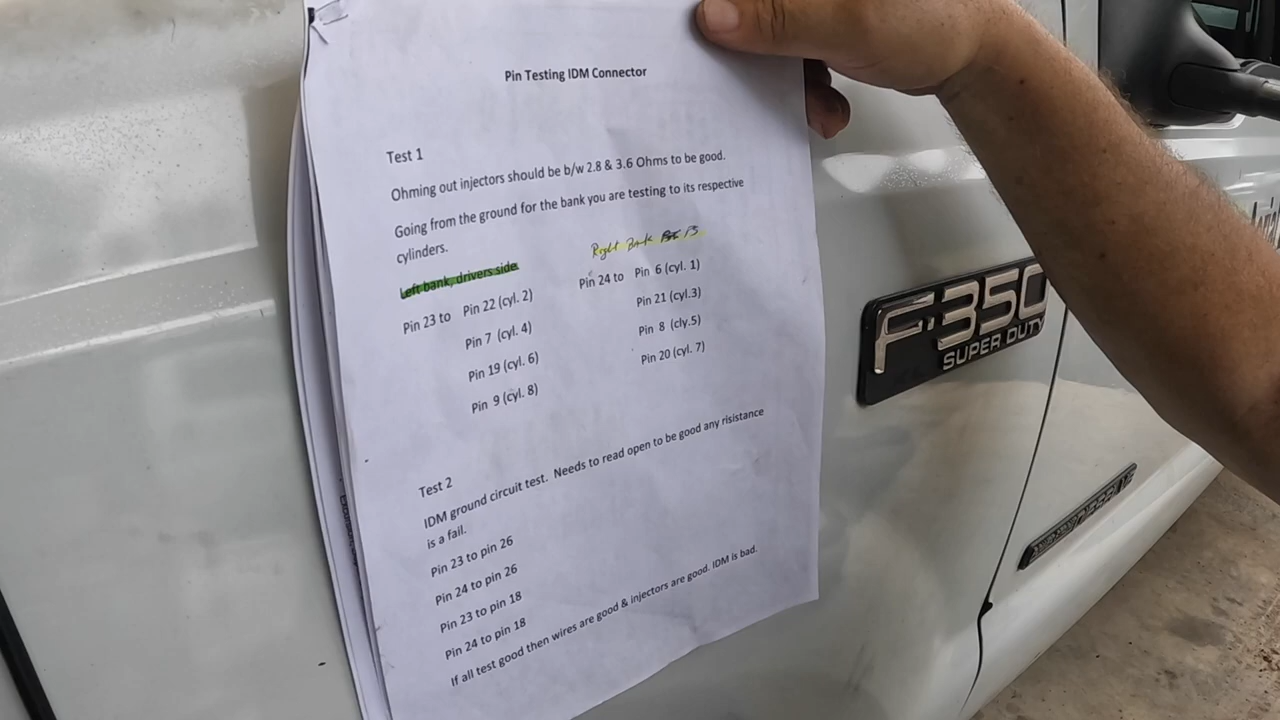 Pin Testing IDM Connector
Test 1
Ohming out injectors should be b/w 2.8 & 3.6 Ohms to be good.
Going from the ground for the bank you are testing to its respective
cylinders.
Left bank, drivers side
Right Bank
Pin 23 to Pin 22 (cyl. 2)
Pin 7 (cyl. 4)
Pin 19 (cyl. 6)
Pin 9 (cyl. 8)
Pin 24 to Pin 6 (cyl. 1)
Pin 21 (cyl.3)
Pin 8 (cly.5)
Pin 20 (cyl. 7)
Test 2
IDM ground circuit test. Needs to read open to be good any risistance
is a fail.
Pin 23 to pin 26
Pin 24 to pin 26
Pin 23 to pin 18
Pin 24 to pin 18
If all test good then wires are good & injectors are good. IDM is bad.
F-350
SUPER DUTY